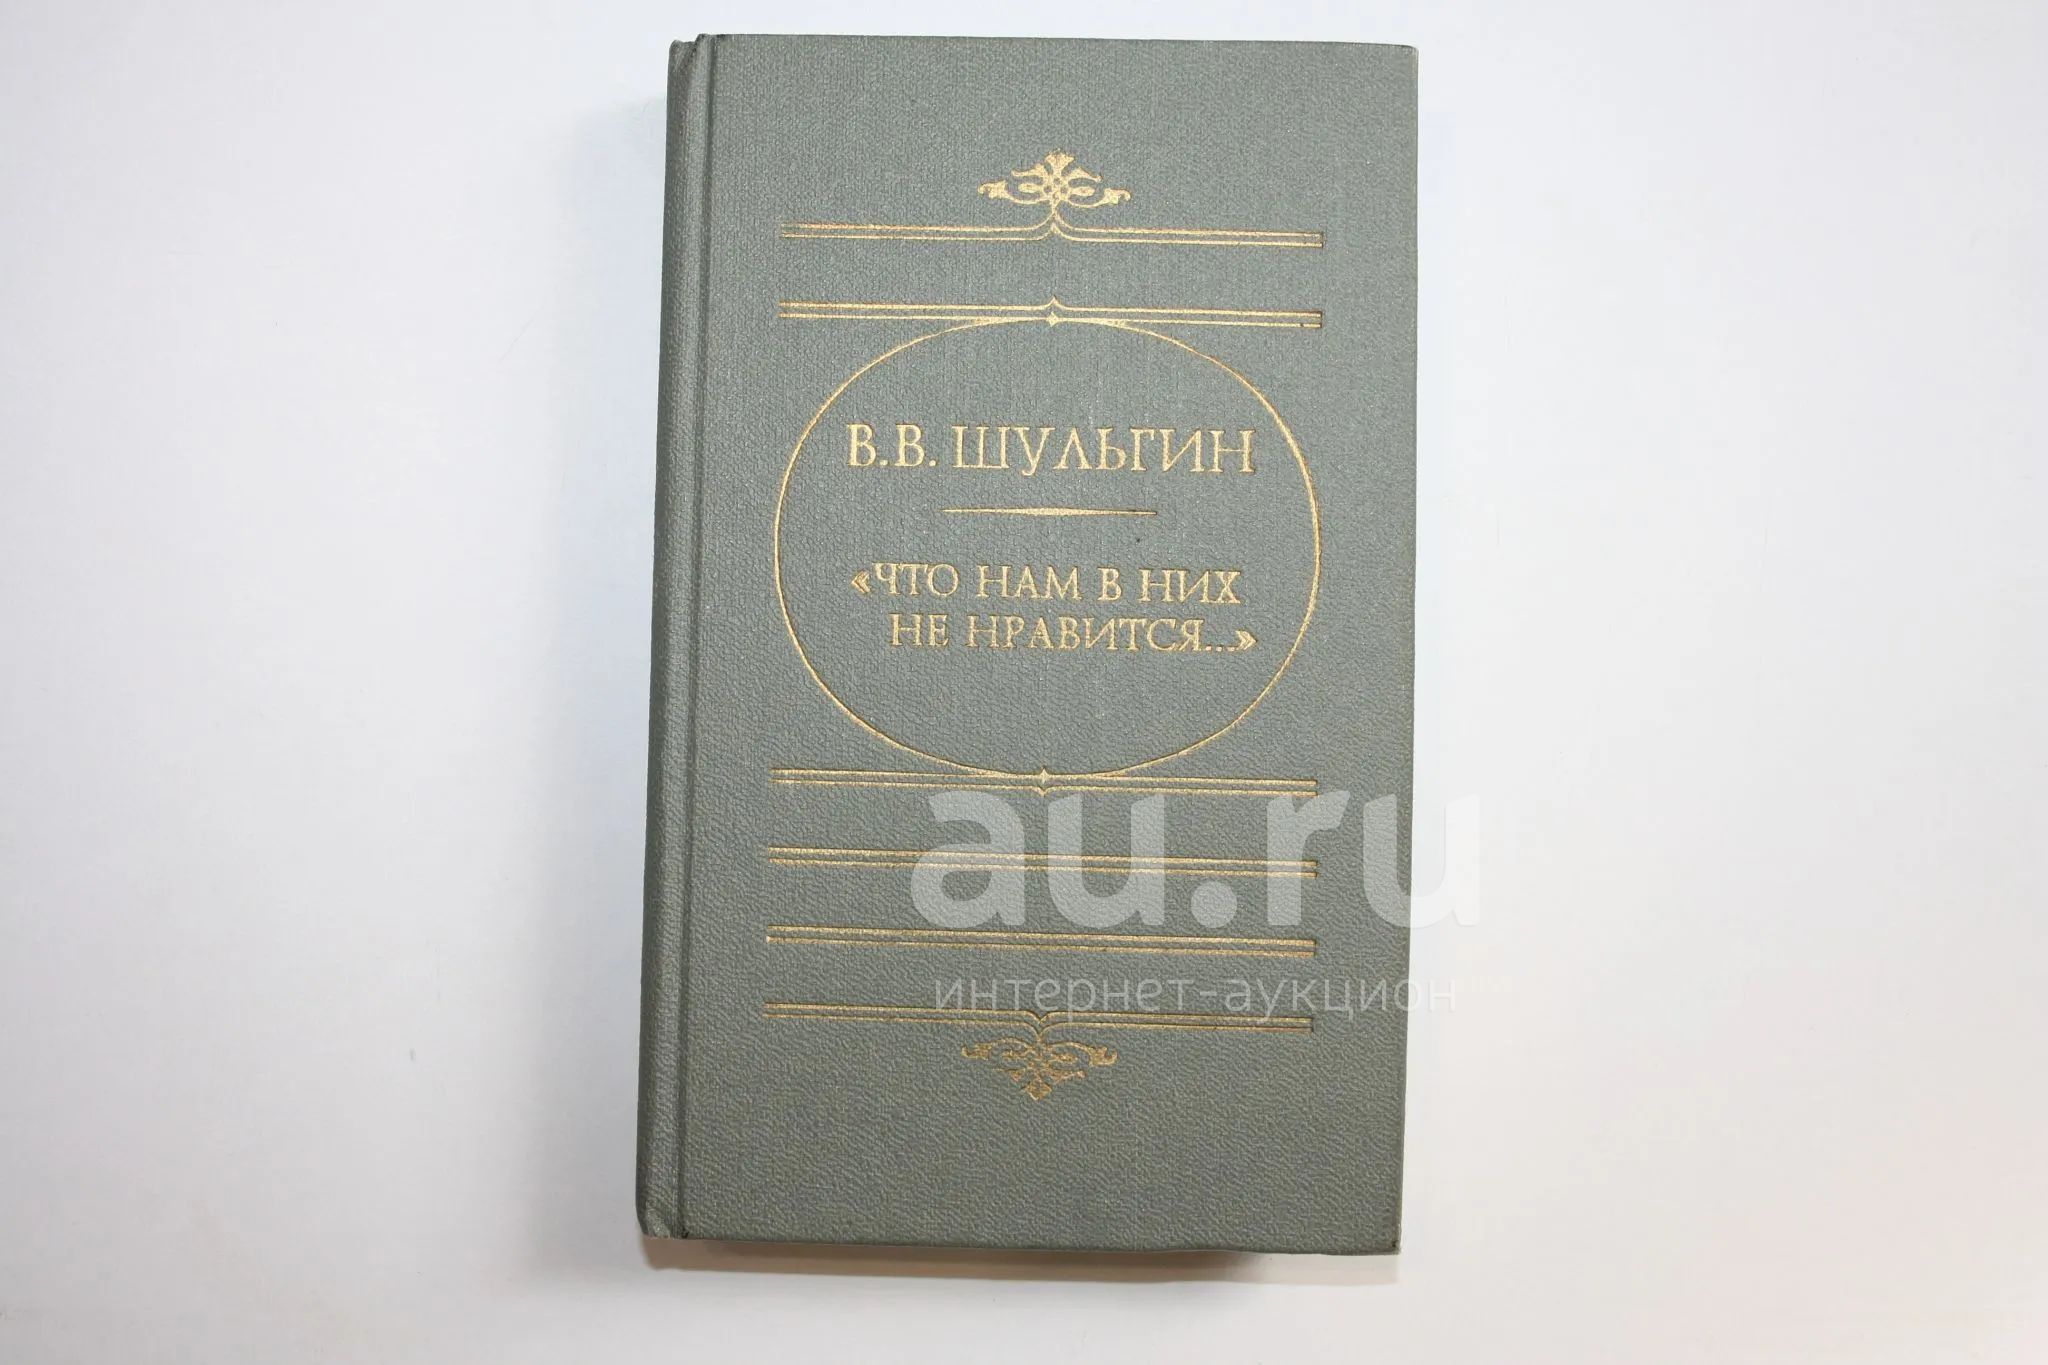 В.В. ШУЛЬГИН
«ЧТО НАМ В НИХ
НЕ НРАВИТСЯ...»
au.ru
интернет-аукцион